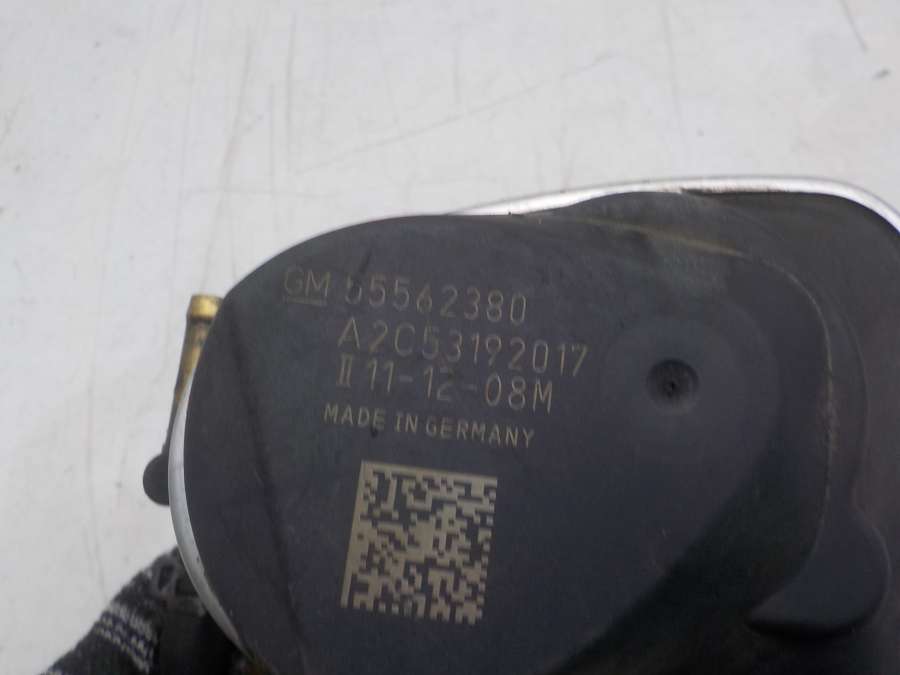 GM 55562380
A2C53192017
II 11-12-08M
MADE IN GERMANY